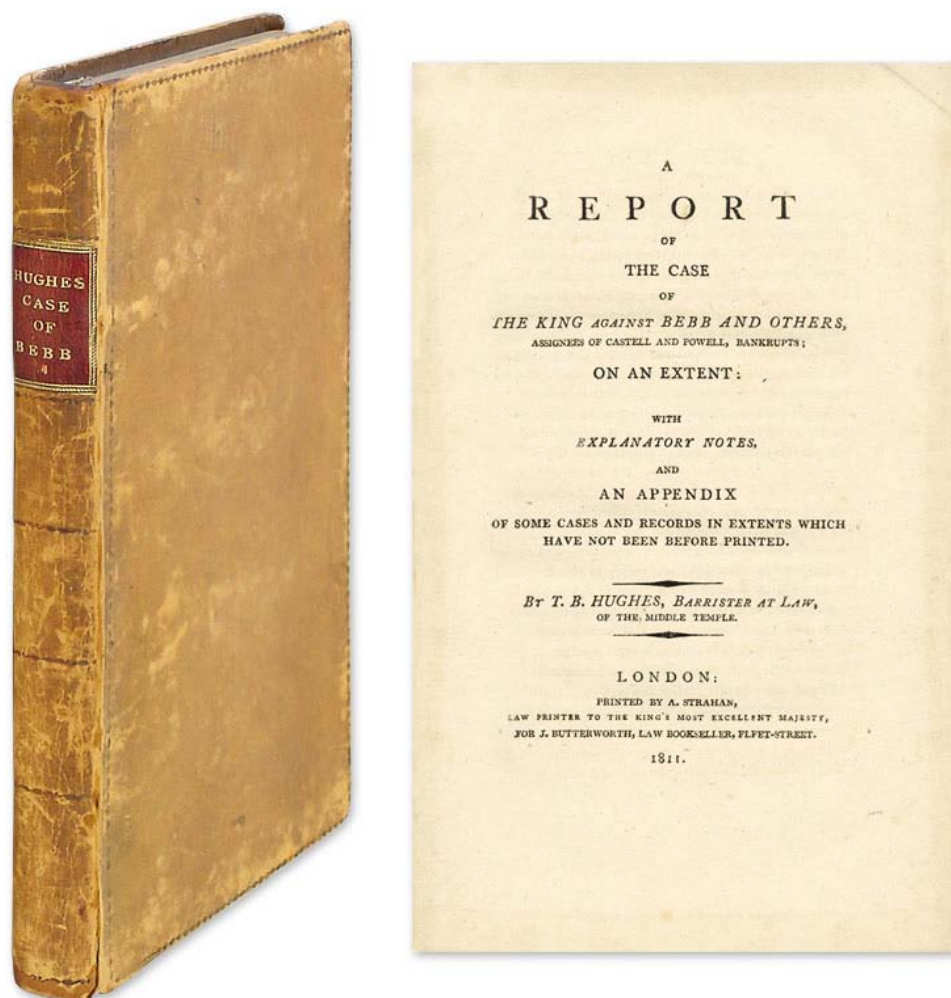 HUGHES
CASE
OF
BEBB
A
REPORT
OF
THE CASE
OF
THE KING AGAINST BEBB AND OTHERS,
ASSIGNEES OF CASTELL AND POWELL, BANKRUPTS;
ON AN EXTENT:
WITH
EXPLANATORY NOTES,
AND
AN APPENDIX
OF SOME CASES AND RECORDS IN EXTENTS WHICH
HAVE NOT BEEN BEFORE PRINTED.
By T. B. HUGHES, BARRISTER AT LAW,
OF THE MIDDLE TEMPLE.
LONDON:
PRINTED BY A. STRAHAN,
LAW PRINTER TO THE KING'S MOST EXCELLENT MAJESTY,
FOR J. BUTTERWORTH, LAW BOOKSELLER, FLEET-STREET.
1811.